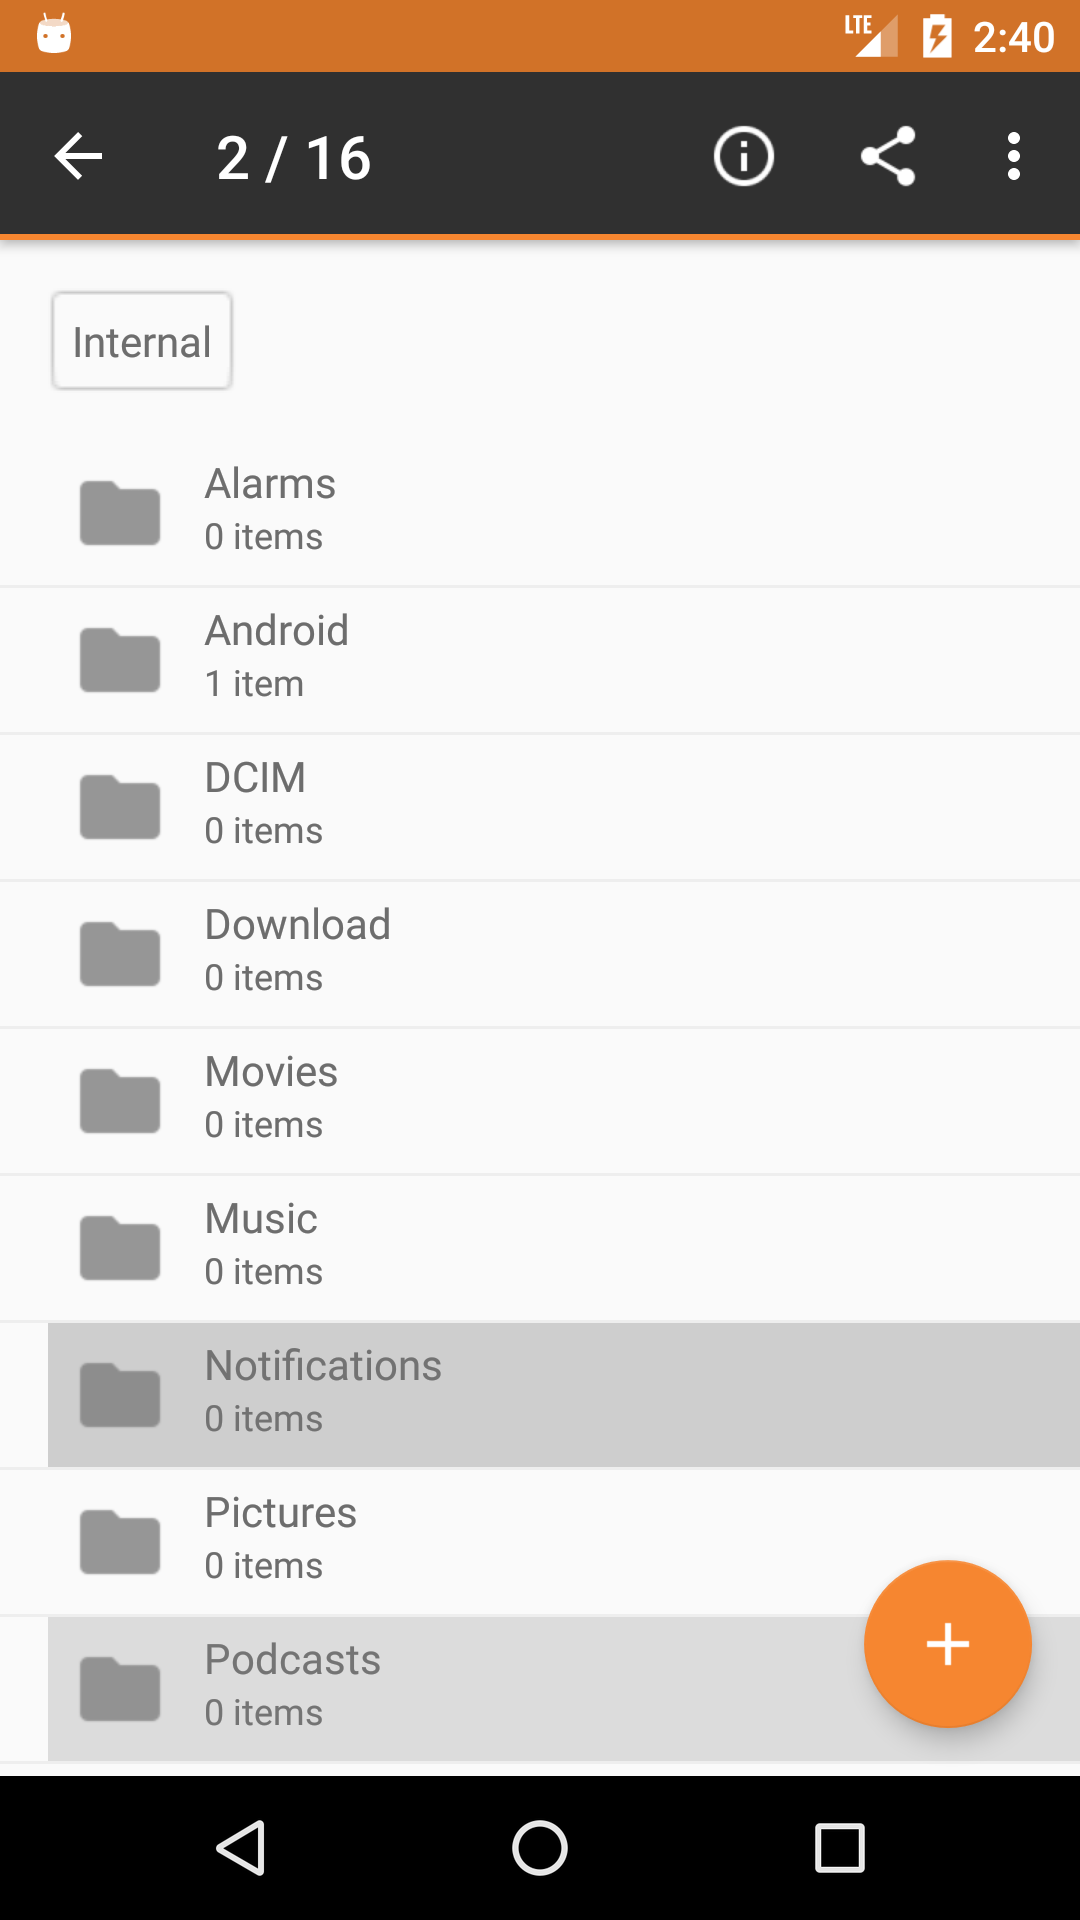 LTE 2:40
2 / 16
Internal
Alarms
0 items
Android
1 item
DCIM
0 items
Download
0 items
Movies
0 items
Music
0 items
Notifications
0 items
Pictures
0 items
Podcasts
0 items